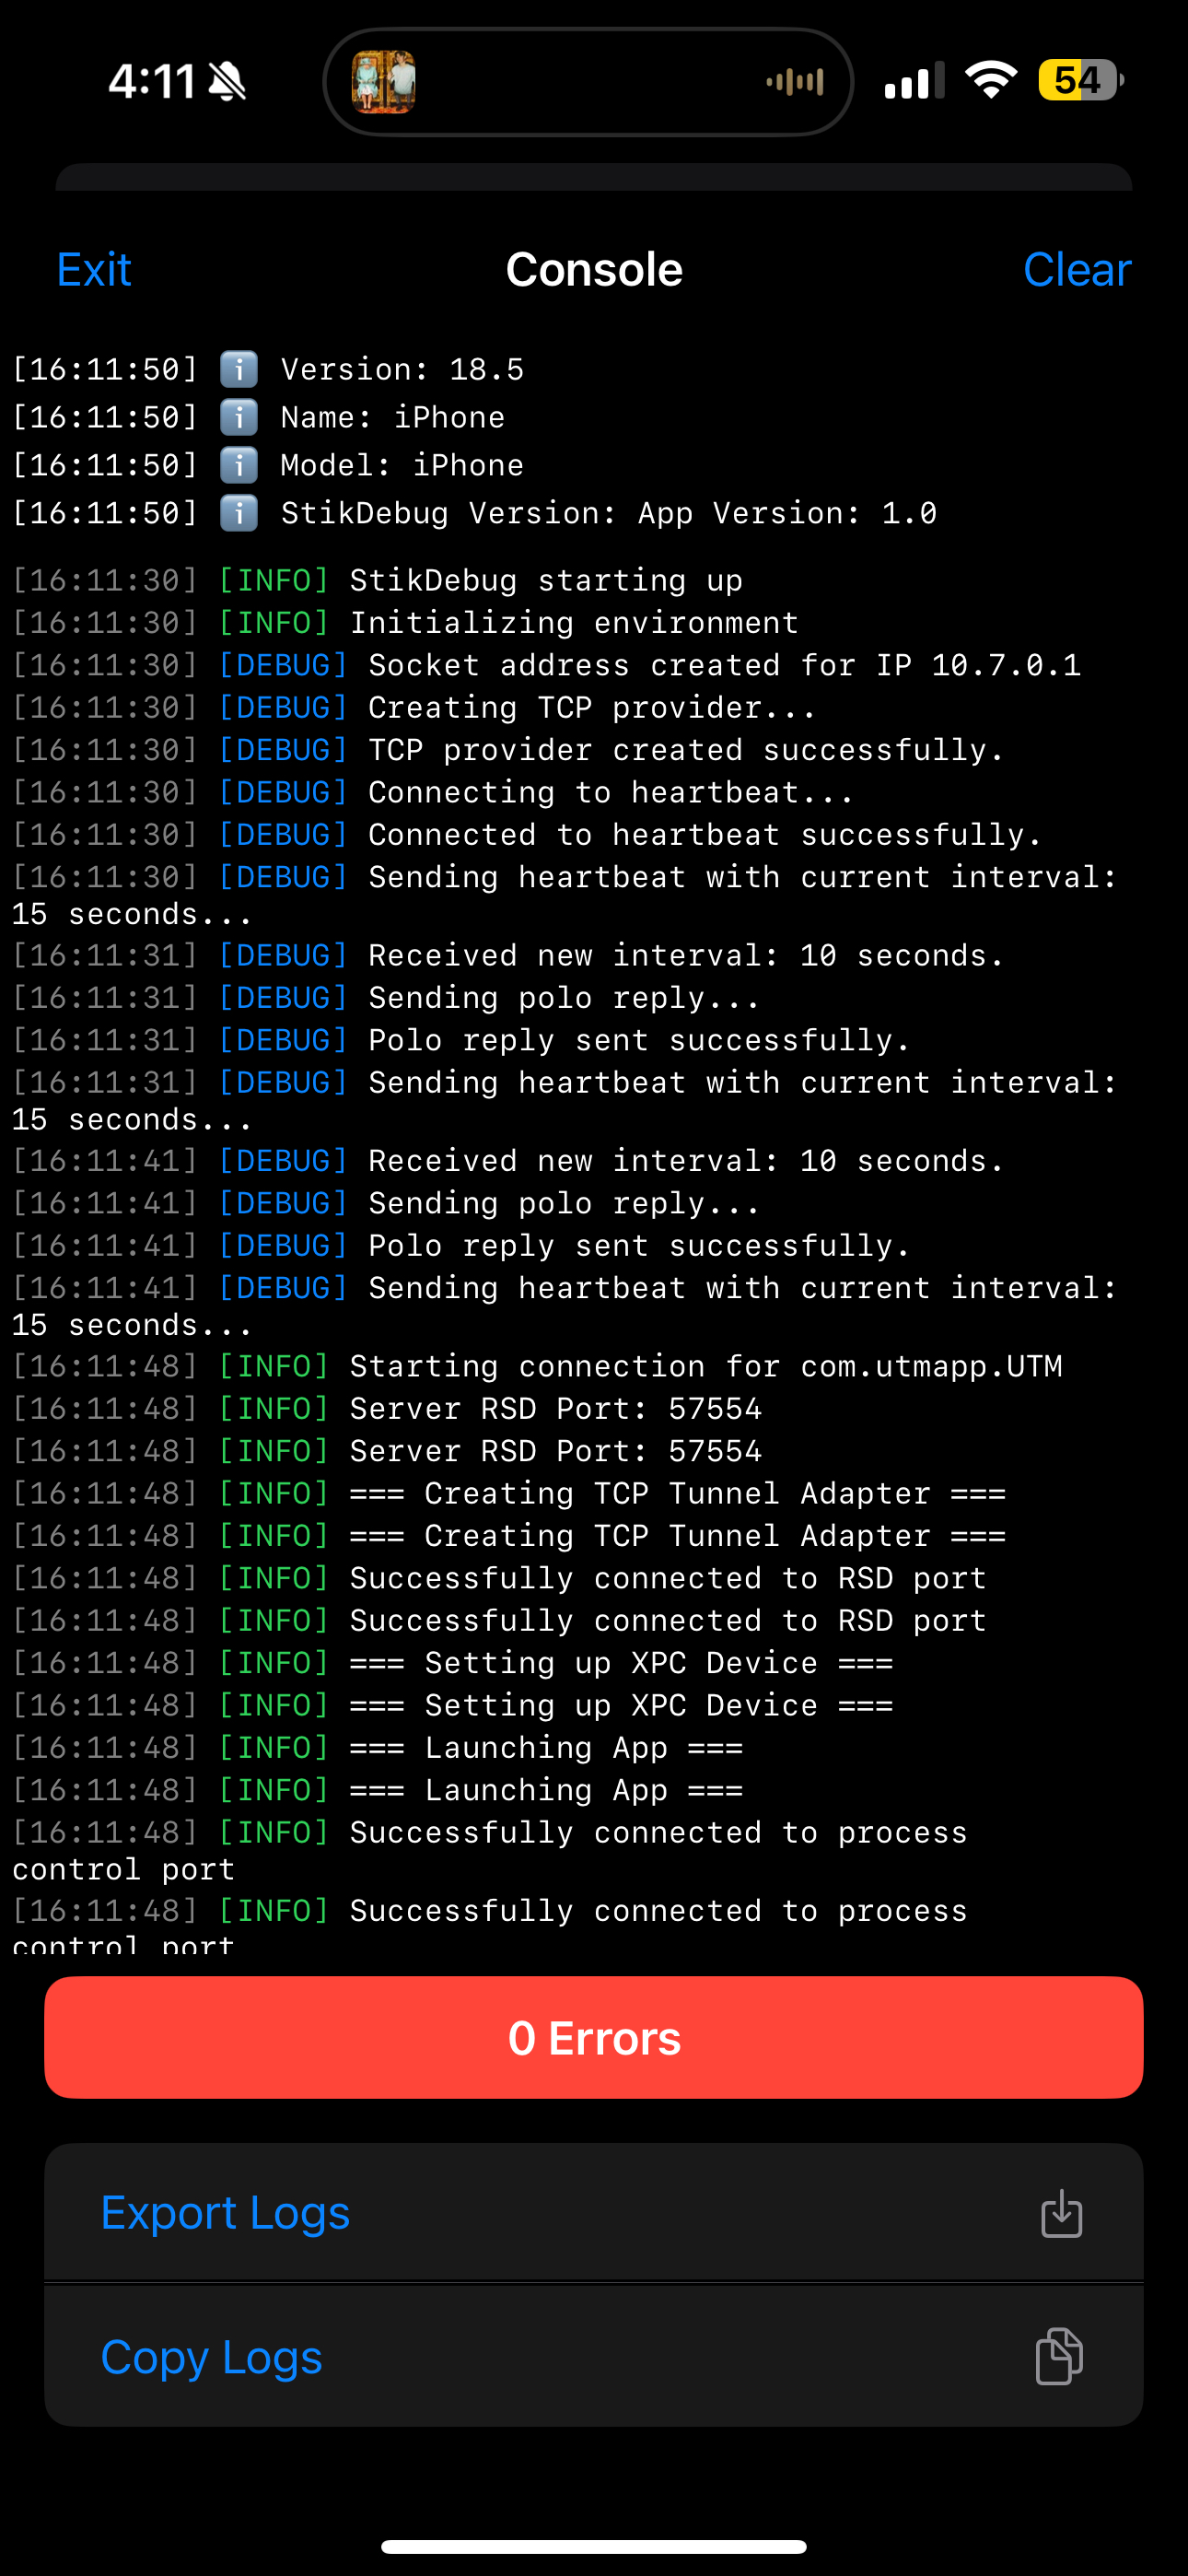 4:11
54
Exit
Console
Clear
[16:11:50] ℹ️ Version: 18.5
[16:11:50] ℹ️ Name: iPhone
[16:11:50] ℹ️ Model: iPhone
[16:11:50] ℹ️ StikDebug Version: App Version: 1.0
[16:11:30] [INFO] StikDebug starting up
[16:11:30] [INFO] Initializing environment
[16:11:30] [DEBUG] Socket address created for IP 10.7.0.1
[16:11:30] [DEBUG] Creating TCP provider...
[16:11:30] [DEBUG] TCP provider created successfully.
[16:11:30] [DEBUG] Connecting to heartbeat...
[16:11:30] [DEBUG] Connected to heartbeat successfully.
[16:11:30] [DEBUG] Sending heartbeat with current interval:
15 seconds...
[16:11:31] [DEBUG] Received new interval: 10 seconds.
[16:11:31] [DEBUG] Sending polo reply...
[16:11:31] [DEBUG] Polo reply sent successfully.
[16:11:31] [DEBUG] Sending heartbeat with current interval:
15 seconds...
[16:11:41] [DEBUG] Received new interval: 10 seconds.
[16:11:41] [DEBUG] Sending polo reply...
[16:11:41] [DEBUG] Polo reply sent successfully.
[16:11:41] [DEBUG] Sending heartbeat with current interval:
15 seconds...
[16:11:48] [INFO] Starting connection for com.utmapp.UTM
[16:11:48] [INFO] Server RSD Port: 57554
[16:11:48] [INFO] Server RSD Port: 57554
[16:11:48] [INFO] === Creating TCP Tunnel Adapter ===
[16:11:48] [INFO] === Creating TCP Tunnel Adapter ===
[16:11:48] [INFO] Successfully connected to RSD port
[16:11:48] [INFO] Successfully connected to RSD port
[16:11:48] [INFO] === Setting up XPC Device ===
[16:11:48] [INFO] === Setting up XPC Device ===
[16:11:48] [INFO] === Launching App ===
[16:11:48] [INFO] === Launching App ===
[16:11:48] [INFO] Successfully connected to process
control port
[16:11:48] [INFO] Successfully connected to process
control port
0 Errors
Export Logs
Copy Logs